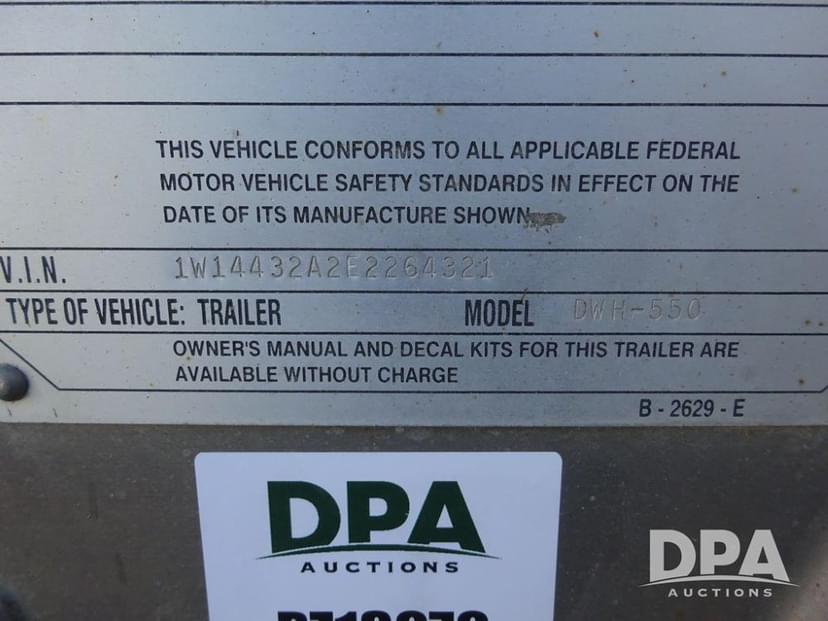 THIS VEHICLE CONFORMS TO ALL APPLICABLE FEDERAL
MOTOR VEHICLE SAFETY STANDARDS IN EFFECT ON THE
DATE OF ITS MANUFACTURE SHOWN
V.I.N. 1W14432A2E2264321
TYPE OF VEHICLE: TRAILER MODEL DWH-550
OWNER'S MANUAL AND DECAL KITS FOR THIS TRAILER ARE
AVAILABLE WITHOUT CHARGE
B - 2629 - E
DPA
AUCTIONS
DPA
AUCTIONS